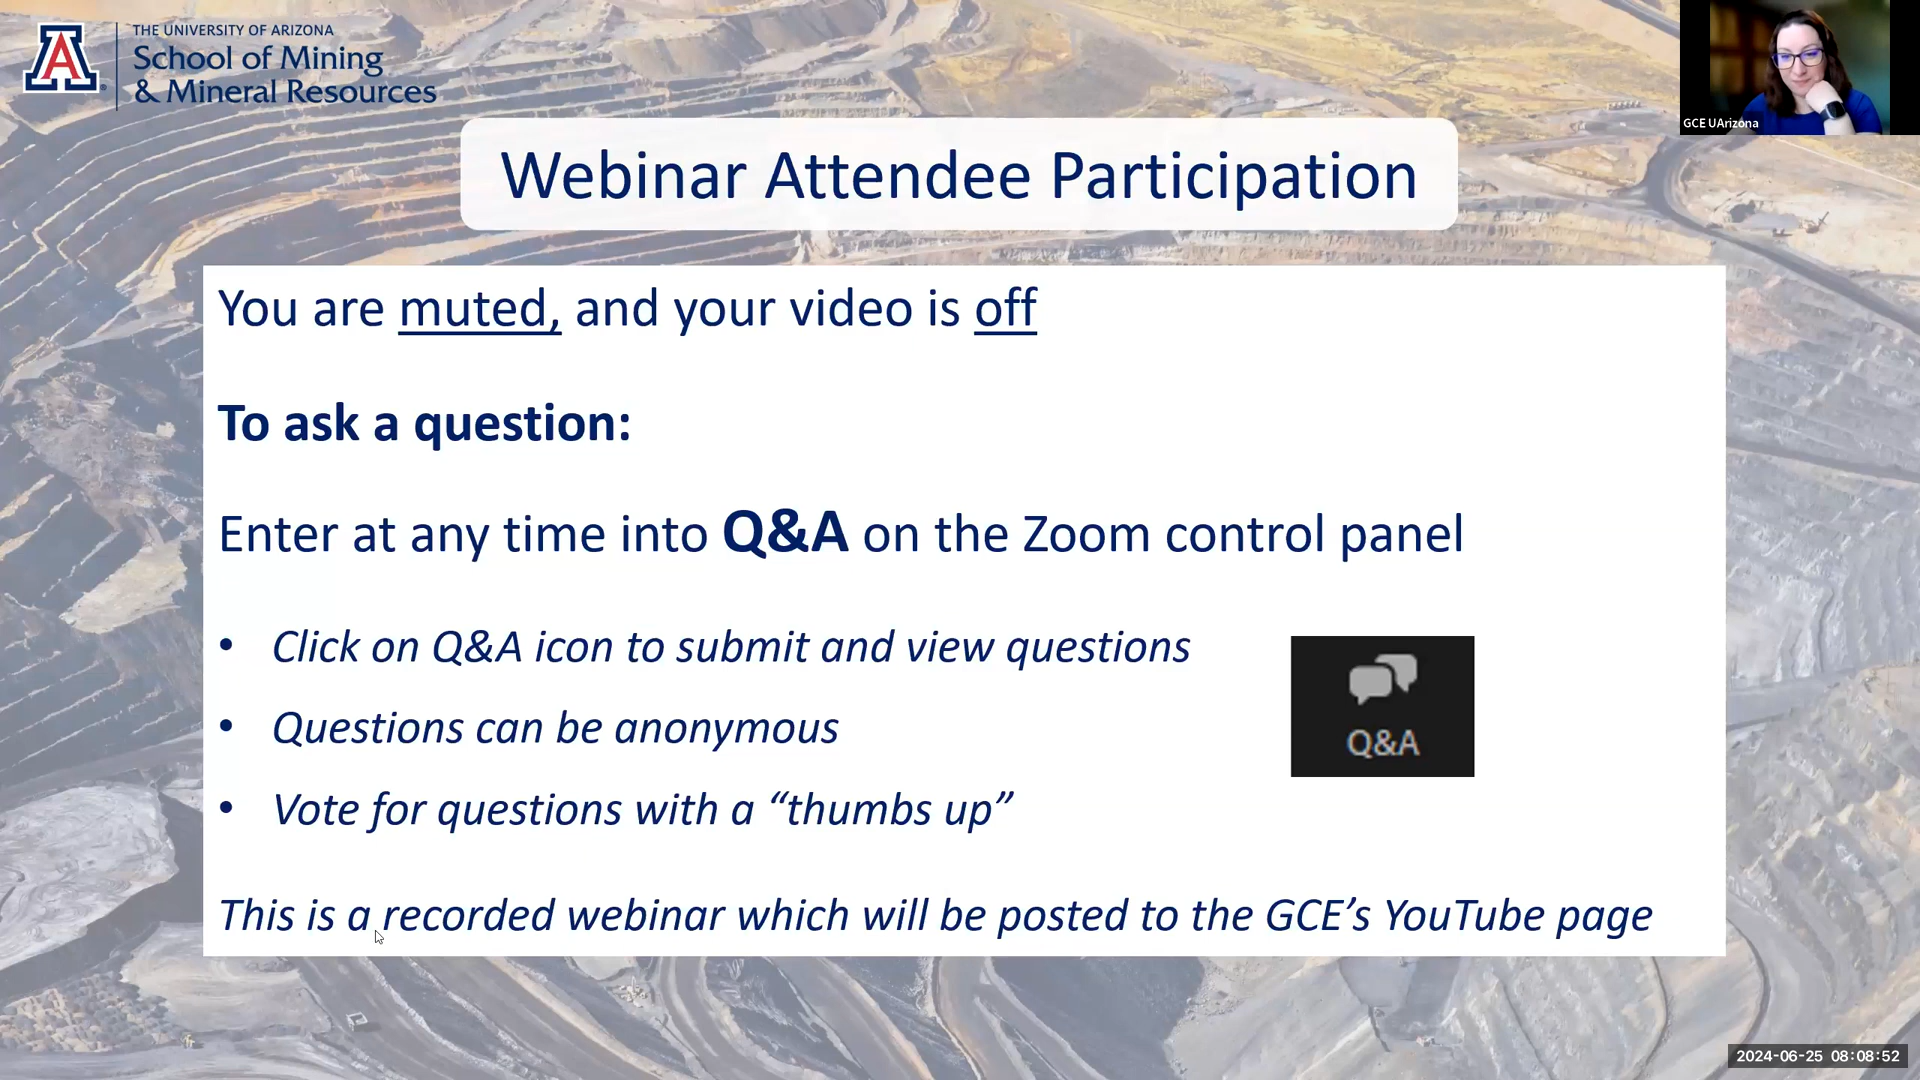 THE UNIVERSITY OF ARIZONA
School of Mining
& Mineral Resources
GCE UArizona
Webinar Attendee Participation
You are muted, and your video is off
To ask a question:
Enter at any time into Q&A on the Zoom control panel
• Click on Q&A icon to submit and view questions
• Questions can be anonymous
• Vote for questions with a “thumbs up”
Q&A
This is a recorded webinar which will be posted to the GCE’s YouTube page
2024-06-25 08:08:52